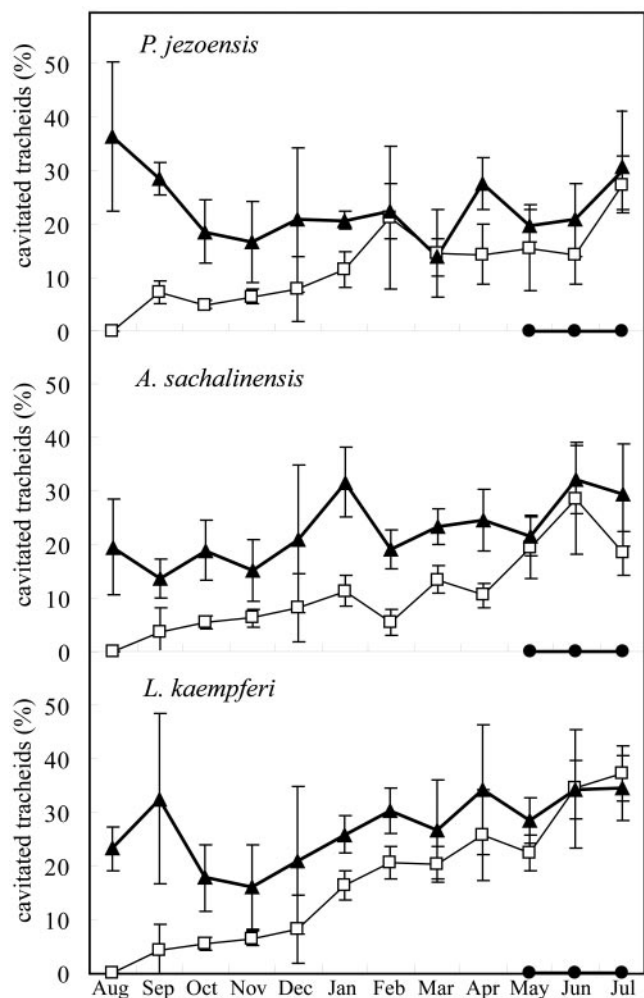 P. jezoensis
cavitated tracheids (%)
50
40
30
20
10
0
A. sachalinensis
cavitated tracheids (%)
50
40
30
20
10
0
L. kaempferi
cavitated tracheids (%)
50
40
30
20
10
0
Aug Sep Oct Nov Dec Jan Feb Mar Apr May Jun Jul